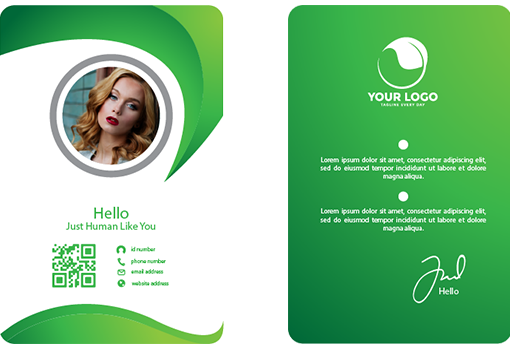 Hello
Just Human Like You
id number
phone number
email address
website address
YOUR LOGO
TAGLINE EVERY DAY
Lorem ipsum dolor sit amet, consectetur adipiscing elit,
sed do eiusmod tempor incididunt ut labore et dolore
magna aliqua.
Lorem ipsum dolor sit amet, consectetur adipiscing elit,
sed do eiusmod tempor incididunt ut labore et dolore
magna aliqua.
Hello